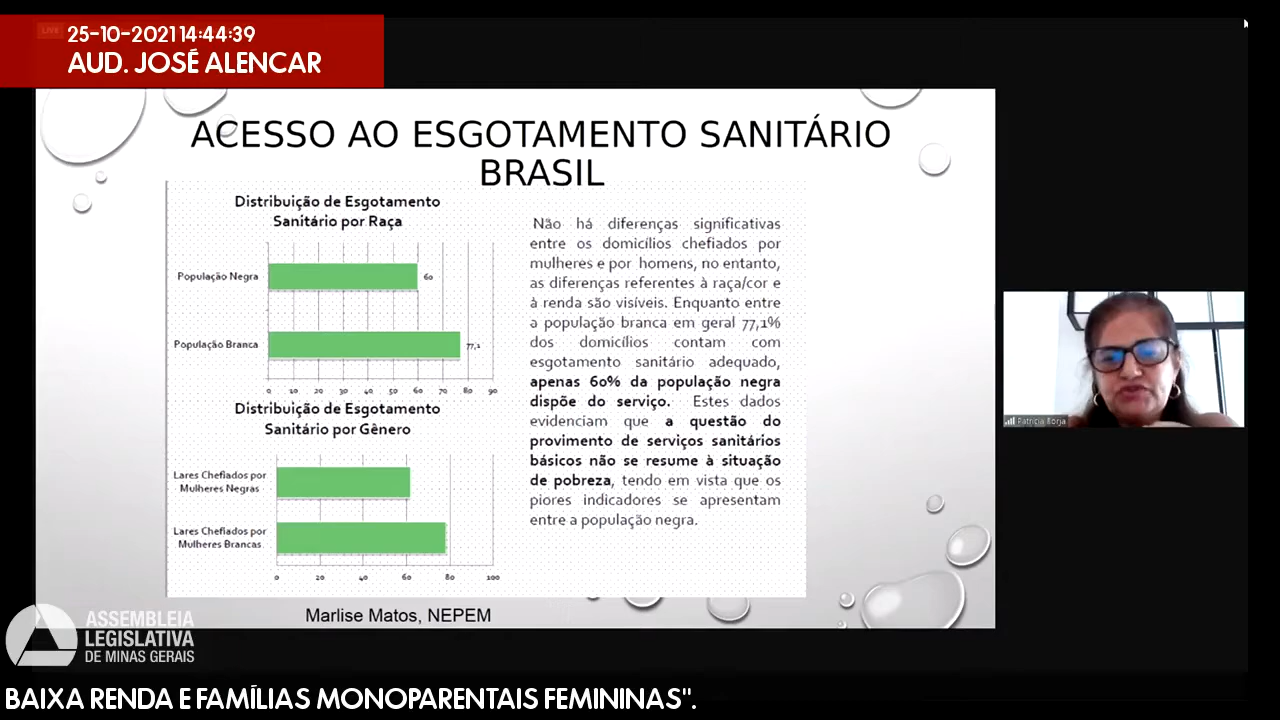 LIVE
25-10-2021 14:44:39
AUD. JOSÉ ALENCAR
ACESSO AO ESGOTAMENTO SANITÁRIO
BRASIL
Distribuição de Esgotamento
Sanitário por Raça
População Negra
60
População Branca
77,1
0 10 20 30 40 50 60 70 80 90
Distribuição de Esgotamento
Sanitário por Gênero
Lares Chefiados por
Mulheres Negras
Lares Chefiados por
Mulheres Brancas
0 20 40 60 80 100
Não há diferenças significativas
entre os domicílios chefiados por
mulheres e por homens, no entanto,
as diferenças referentes à raça/cor e
à renda são visíveis. Enquanto entre
a população branca em geral 77,1%
dos domicílios contam com
esgotamento sanitário adequado,
apenas 60% da população negra
dispõe do serviço. Estes dados
evidenciam que a questão do
provimento de serviços sanitários
básicos não se resume à situação
de pobreza, tendo em vista que os
piores indicadores se apresentam
entre a população negra.
Marlise Matos, NEPEM
Patricia Borja
ASSEMBLEIA
LEGISLATIVA
DE MINAS GERAIS
BAIXA RENDA E FAMÍLIAS MONOPARENTAIS FEMININAS".